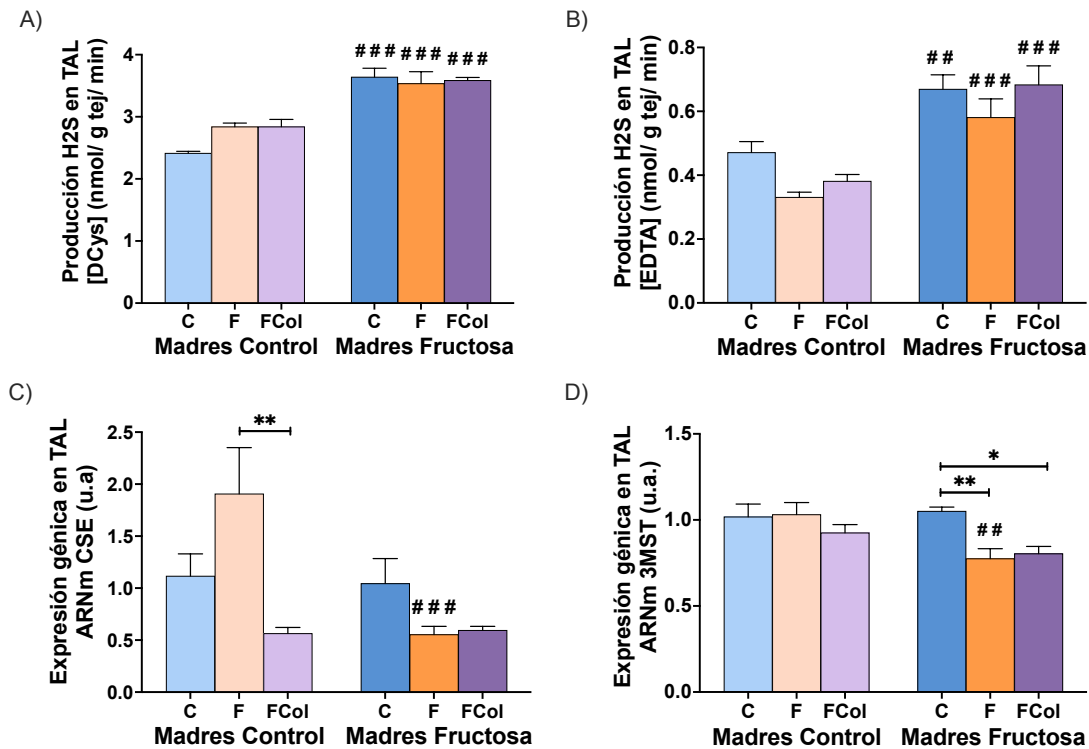 A)
Producción H2S en TAL
[DCys] (nmol/ g tej/ min)
4
3
2
1
0
### ### ###
C F FCol C F FCol
Madres Control Madres Fructosa
B)
Producción H2S en TAL
[EDTA] (nmol/ g tej/ min)
0.8
0.6
0.4
0.2
0.0
## ### ###
C F FCol C F FCol
Madres Control Madres Fructosa
C)
Expresión génica en TAL
ARNm CSE (u.a)
2.5
2.0
1.5
1.0
0.5
0.0
**
###
C F FCol C F FCol
Madres Control Madres Fructosa
D)
Expresión génica en TAL
ARNm 3MST (u.a.)
1.5
1.0
0.5
0.0
*
**
##
C F FCol C F FCol
Madres Control Madres Fructosa